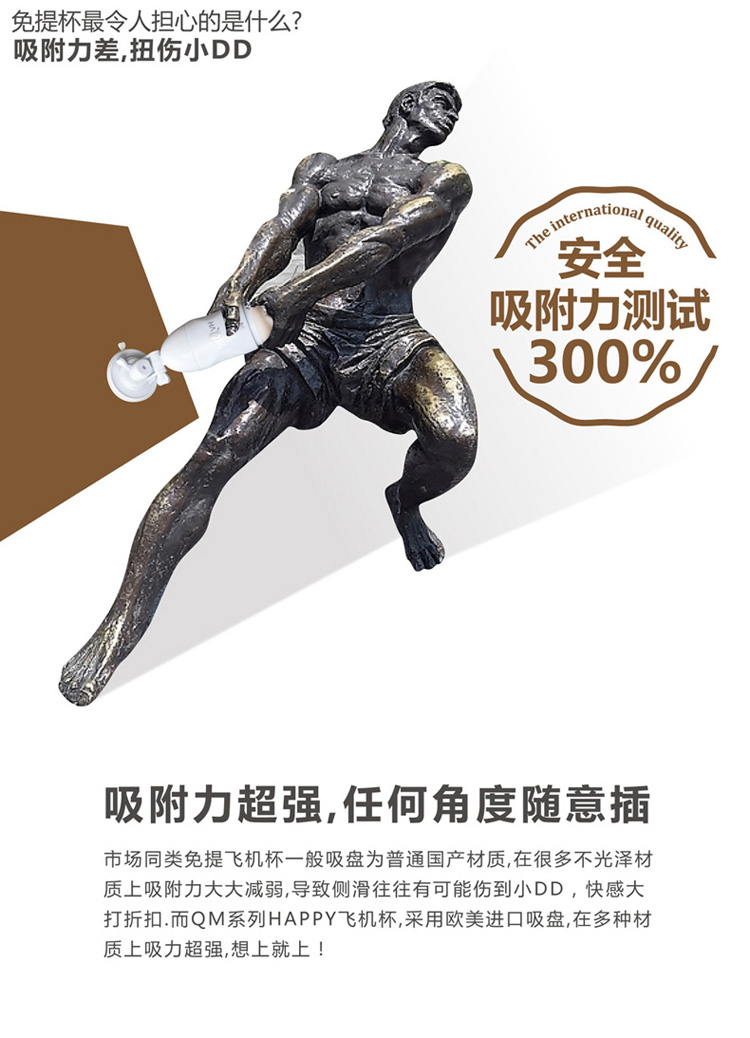 免提杯最令人担心的是什么?
吸附力差,扭伤小DD
The international quality
安全
吸附力测试
300%
吸附力超强,任何角度随意插
市场同类免提飞机杯一般吸盘为普通国产材质,在很多不光泽材
质上吸附力大大减弱,导致侧滑往往有可能伤到小DD，快感大
打折扣.而QM系列HAPPY飞机杯,采用欧美进口吸盘,在多种材
质上吸力超强,想上就上！